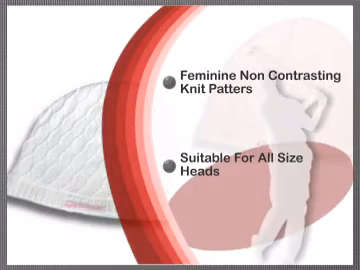 Feminine Non Contrasting
Knit Patters
Suitable For All Size
Heads